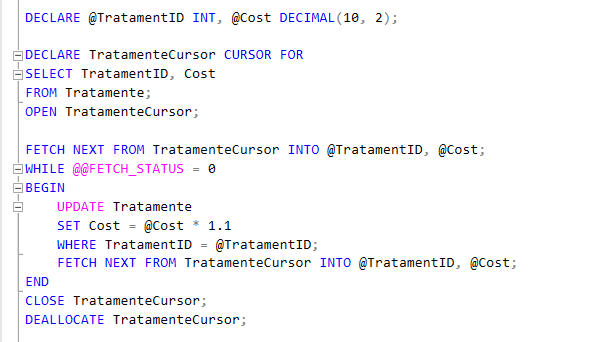 DECLARE @TratamentID INT, @Cost DECIMAL(10, 2);
DECLARE TratamenteCursor CURSOR FOR
SELECT TratamentID, Cost
FROM Tratamente;
OPEN TratamenteCursor;
FETCH NEXT FROM TratamenteCursor INTO @TratamentID, @Cost;
WHILE @@FETCH_STATUS = 0
BEGIN
UPDATE Tratamente
SET Cost = @Cost * 1.1
WHERE TratamentID = @TratamentID;
FETCH NEXT FROM TratamenteCursor INTO @TratamentID, @Cost;
END
CLOSE TratamenteCursor;
DEALLOCATE TratamenteCursor;